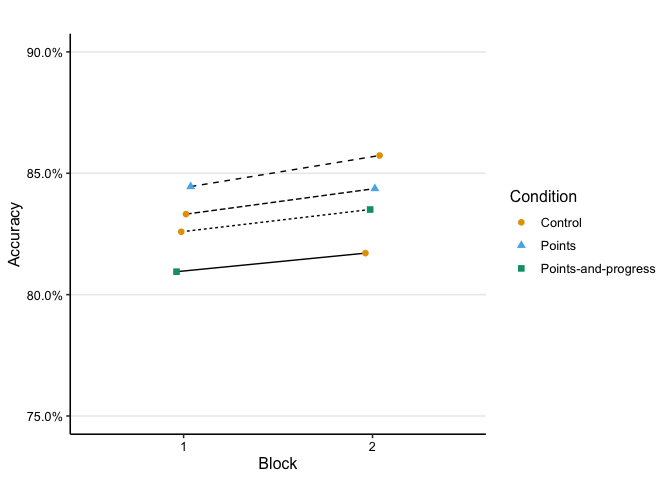 90.0%
85.0%
80.0%
75.0%
Accuracy
1
2
Block
Condition
Control
Points
Points-and-progress